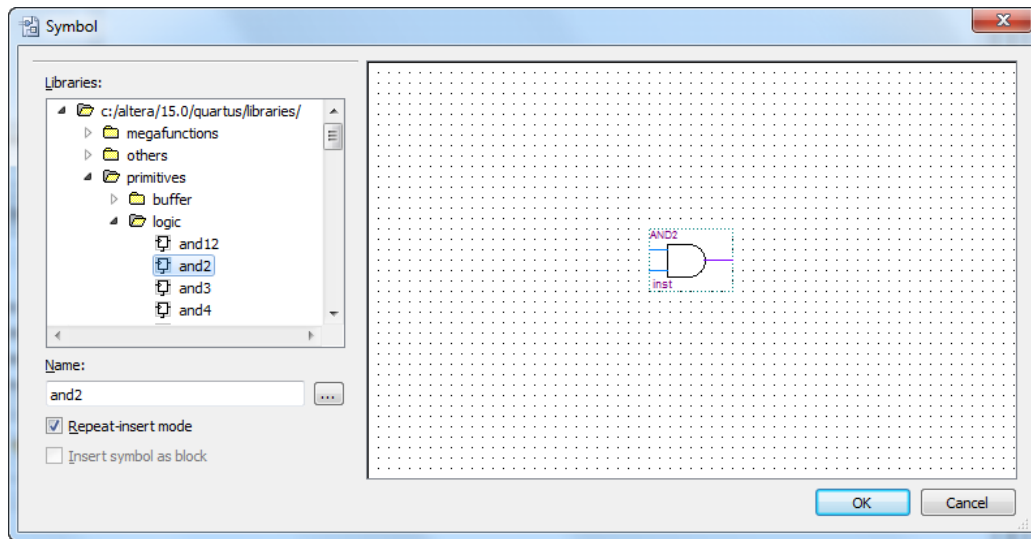 Symbol
Libraries:
c:/altera/15.0/quartus/libraries/
megafunctions
others
primitives
buffer
logic
and12
and2
and3
and4
Name:
and2
...
Repeat-insert mode
Insert symbol as block
AND2
inst
OK
Cancel